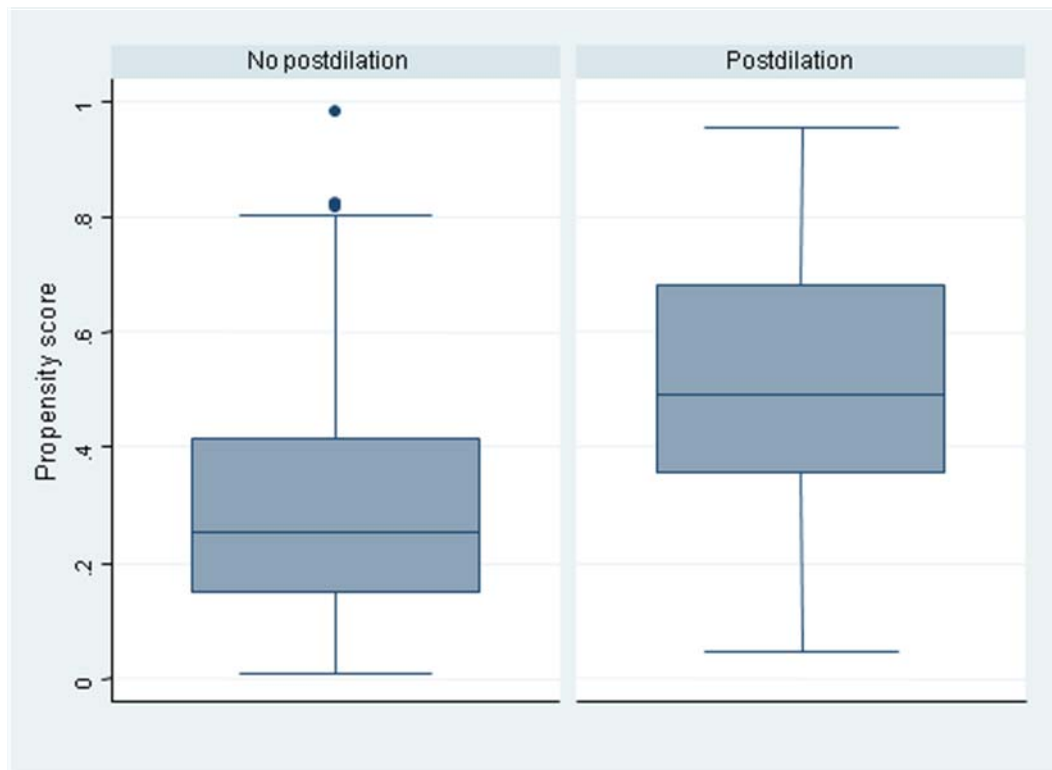 No postdilation
Postdilation
Propensity score
1
.8
.6
.4
.2
0